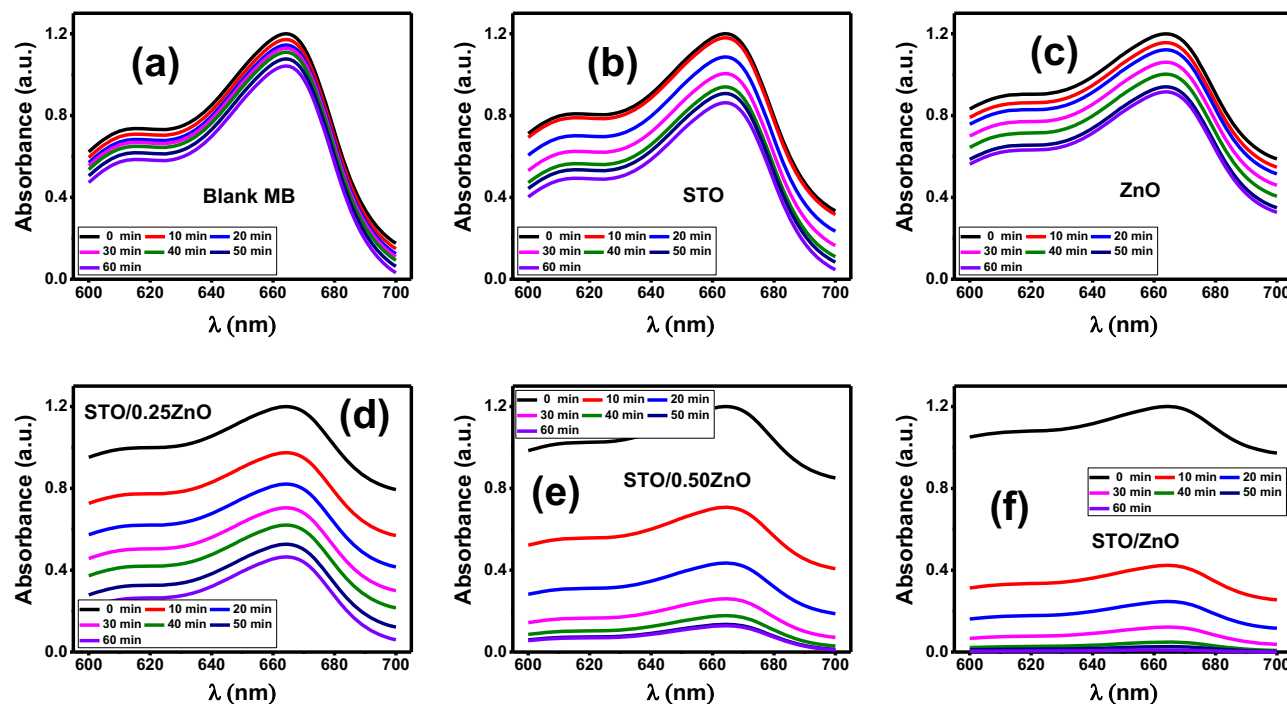 (a)
Absorbance (a.u.)
1.2
0.8
0.4
0.0
Blank MB
0 min 10 min 20 min
30 min 40 min 50 min
60 min
600 620 640 660 680 700
λ (nm)
(b)
Absorbance (a.u.)
1.2
0.8
0.4
0.0
STO
0 min 10 min 20 min
30 min 40 min 50 min
60 min
600 620 640 660 680 700
λ (nm)
(c)
Absorbance (a.u.)
1.2
0.8
0.4
0.0
ZnO
0 min 10 min 20 min
30 min 40 min 50 min
60 min
600 620 640 660 680 700
λ (nm)
STO/0.25ZnO
(d)
Absorbance (a.u.)
1.2
0.8
0.4
0.0
0 min 10 min 20 min
30 min 40 min 50 min
60 min
600 620 640 660 680 700
λ (nm)
0 min 10 min 20 min
30 min 40 min 50 min
60 min
Absorbance (a.u.)
1.2
0.8
0.4
0.0
STO/0.50ZnO
(e)
600 620 640 660 680 700
λ (nm)
Absorbance (a.u.)
1.2
0.8
0.4
0.0
0 min 10 min 20 min
30 min 40 min 50 min
60 min
(f)
STO/ZnO
600 620 640 660 680 700
λ (nm)